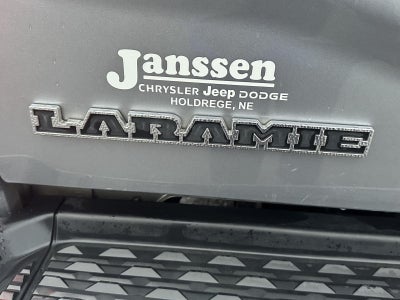 Janssen
CHRYSLER Jeep DODGE
HOLDREGE, NE
LARAMIE